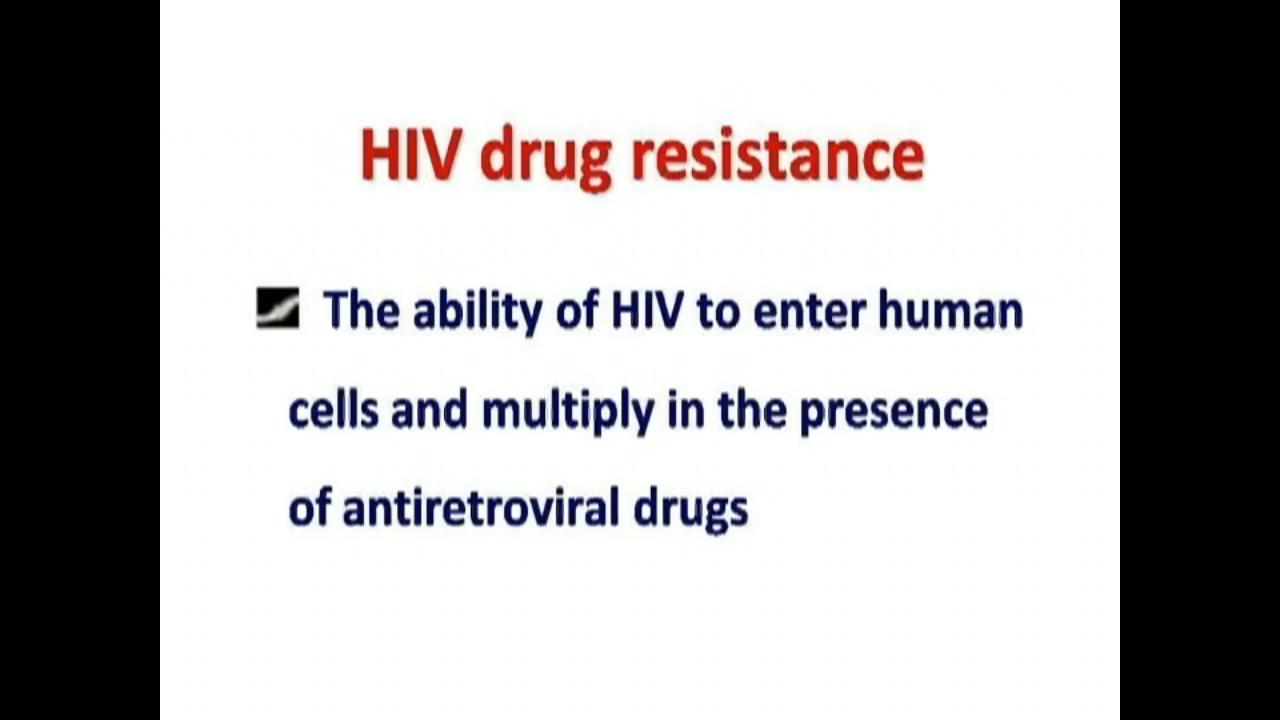 HIV drug resistance
The ability of HIV to enter human
cells and multiply in the presence
of antiretroviral drugs